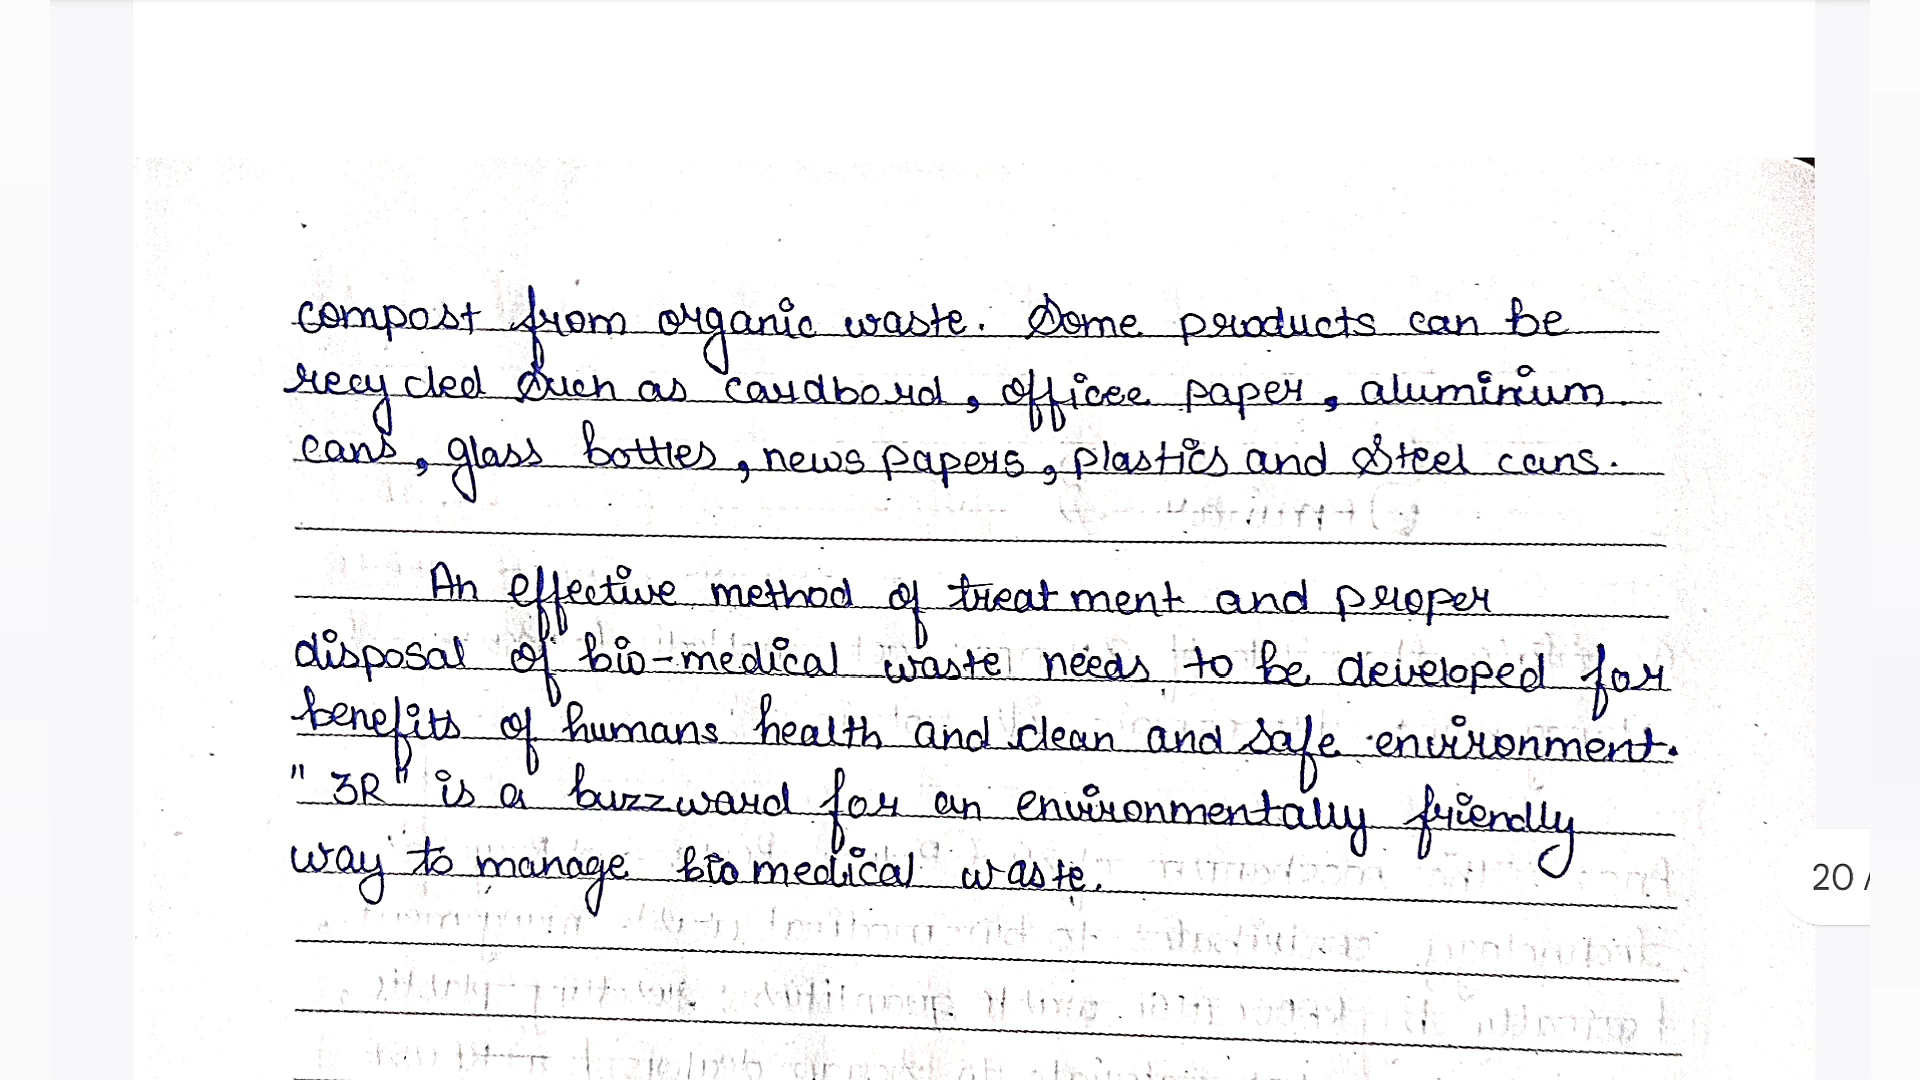 compost from organic waste. Some products can be
recycled Such as cardbord, officee paper, aluminium
cans, glass bottles, news papers, plastics and Steel cans.
An effective method of treatment and proper
disposal of bio-medical waste needs to be developed for
benefits of humans health and clean and safe environment.
"3R" is a buzzward for an environmentally friendly
way to manage bio medical waste.
20 /